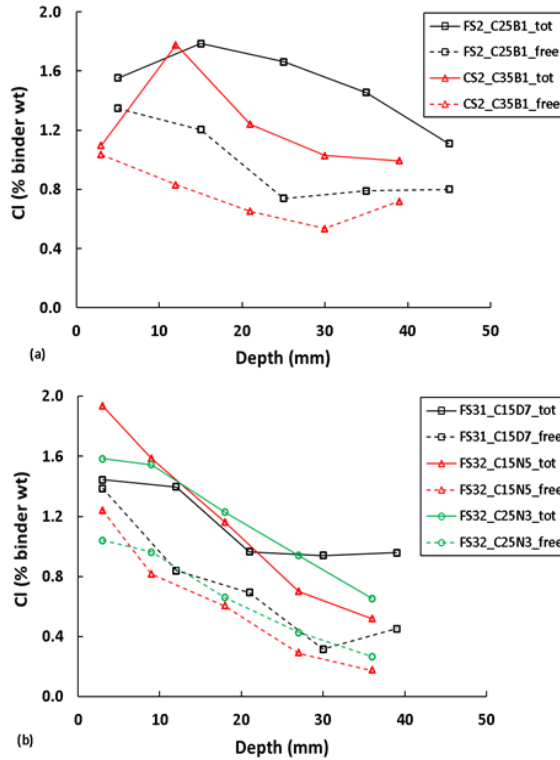 (a)
Cl (% binder wt)
2.0
1.6
1.2
0.8
0.4
0.0
0 10 20 30 40 50
Depth (mm)
FS2_C25B1_tot
FS2_C25B1_free
CS2_C35B1_tot
CS2_C35B1_free
(b)
Cl (% binder wt)
2.0
1.6
1.2
0.8
0.4
0.0
0 10 20 30 40 50
Depth (mm)
FS31_C15D7_tot
FS31_C15D7_free
FS32_C15N5_tot
FS32_C15N5_free
FS32_C25N3_tot
FS32_C25N3_free